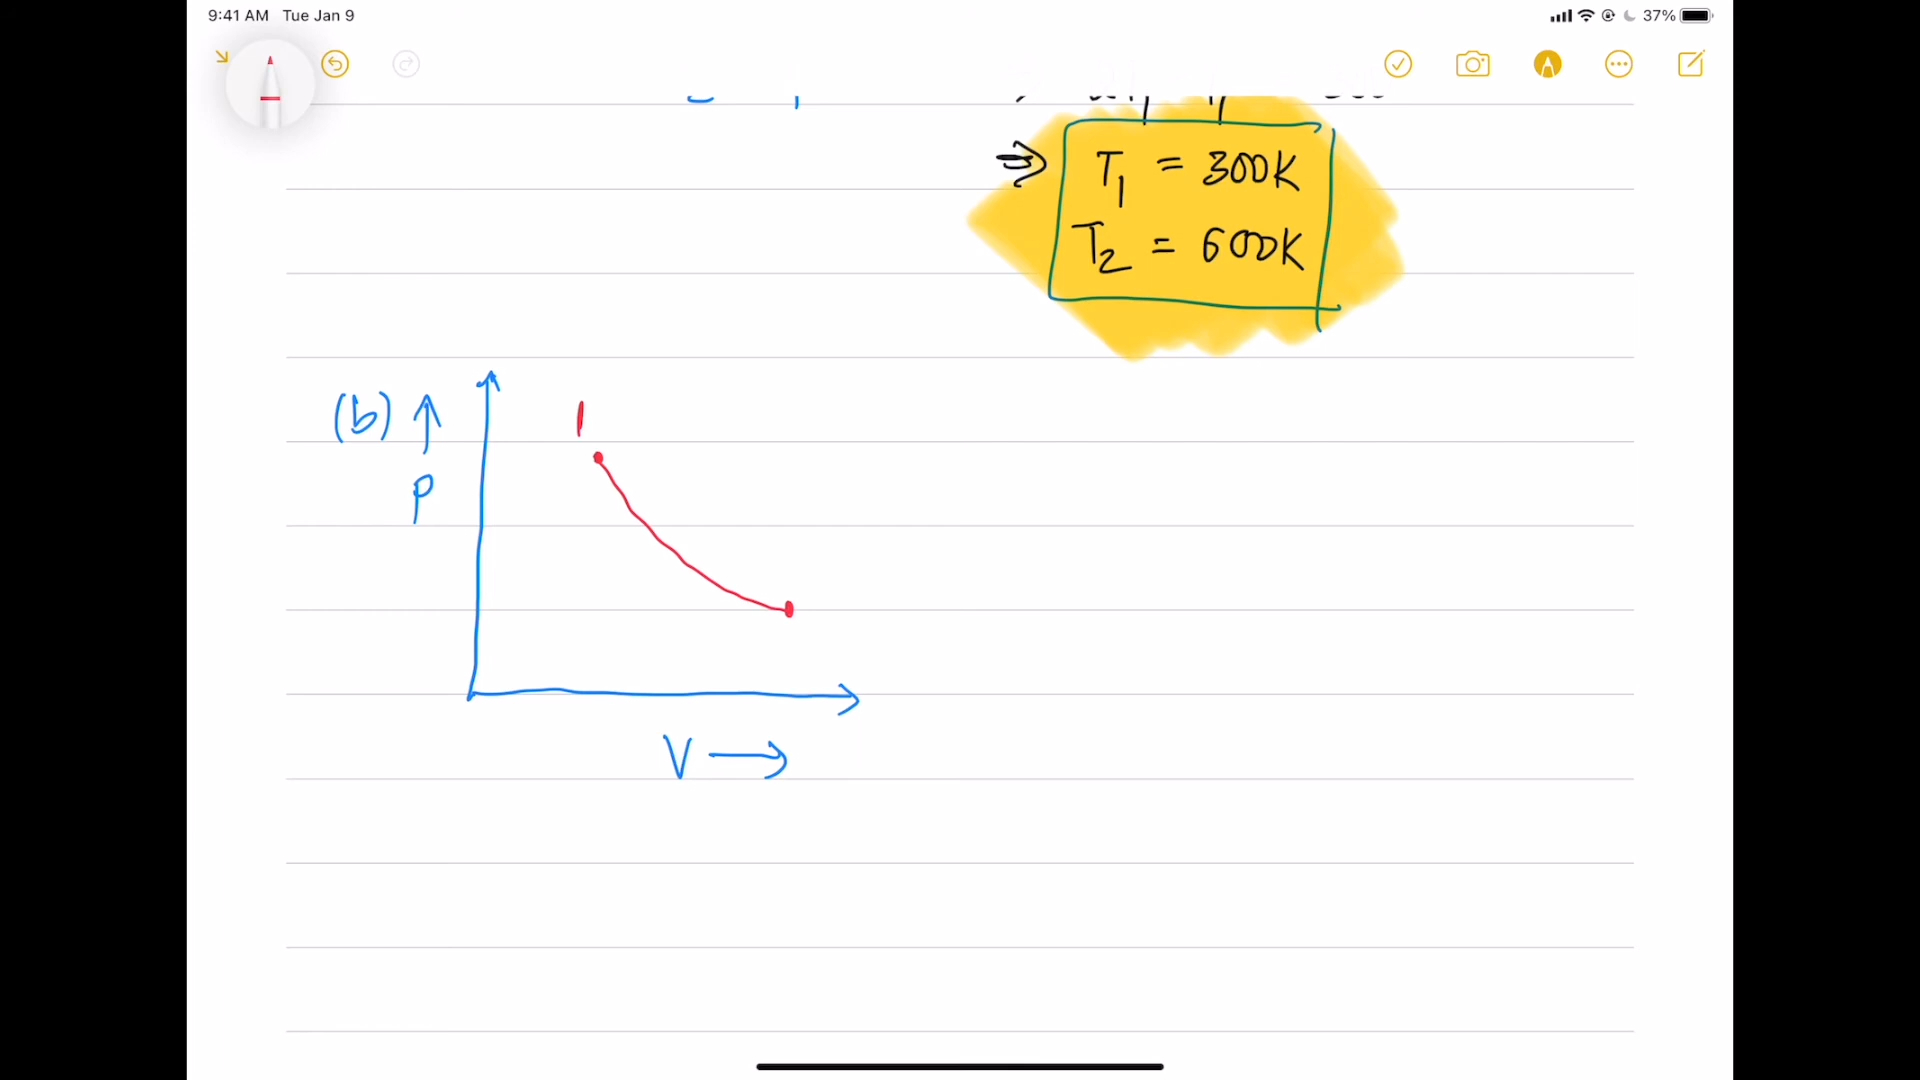 9:41 AM Tue Jan 9
37%
⇒ T₁ = 300K
T₂ = 600K
(b) ↑
P
1
V →